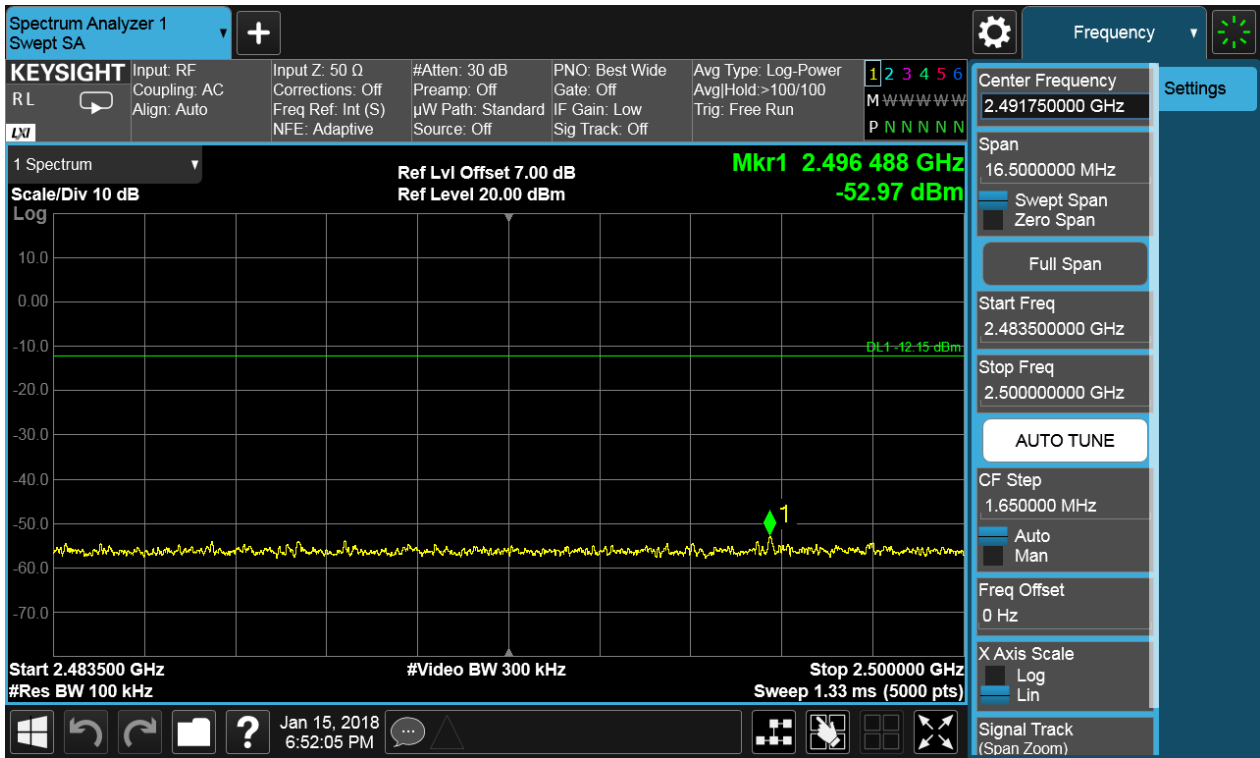 Spectrum Analyzer 1
Swept SA
+
Frequency
KEYSIGHT
R L
LXI
Input: RF
Coupling: AC
Align: Auto
Input Z: 50 Ω
Corrections: Off
Freq Ref: Int (S)
NFE: Adaptive
#Atten: 30 dB
Preamp: Off
µW Path: Standard
Source: Off
PNO: Best Wide
Gate: Off
IF Gain: Low
Sig Track: Off
Avg Type: Log-Power
Avg|Hold:>100/100
Trig: Free Run
1 2 3 4 5 6
M W W W W W
P N N N N N
1 Spectrum
Scale/Div 10 dB
Ref Lvl Offset 7.00 dB
Ref Level 20.00 dBm
Mkr1 2.496 488 GHz
-52.97 dBm
Log
10.0
0.00
-10.0
DL1 -12.15 dBm
-20.0
-30.0
-40.0
-50.0
1
-60.0
-70.0
Start 2.483500 GHz
#Video BW 300 kHz
Stop 2.500000 GHz
#Res BW 100 kHz
Sweep 1.33 ms (5000 pts)
Center Frequency
2.491750000 GHz
Span
16.5000000 MHz
Swept Span
Zero Span
Full Span
Start Freq
2.483500000 GHz
Stop Freq
2.500000000 GHz
AUTO TUNE
CF Step
1.650000 MHz
Auto
Man
Freq Offset
0 Hz
X Axis Scale
Log
Lin
Signal Track
(Span Zoom)
Settings
?
Jan 15, 2018
6:52:05 PM